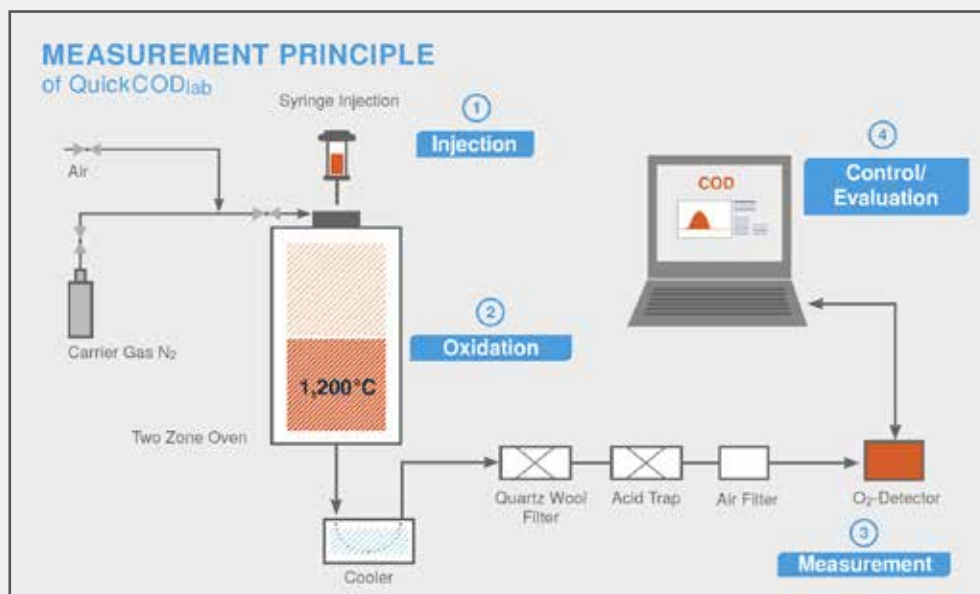 MEASUREMENT PRINCIPLE
of QuickCODlab
Syringe Injection
1
Injection
4
Control/
Evaluation
Air
COD
Carrier Gas N₂
2
Oxidation
1,200°C
Two Zone Oven
Quartz Wool
Filter
Acid Trap
Air Filter
O₂-Detector
Cooler
3
Measurement